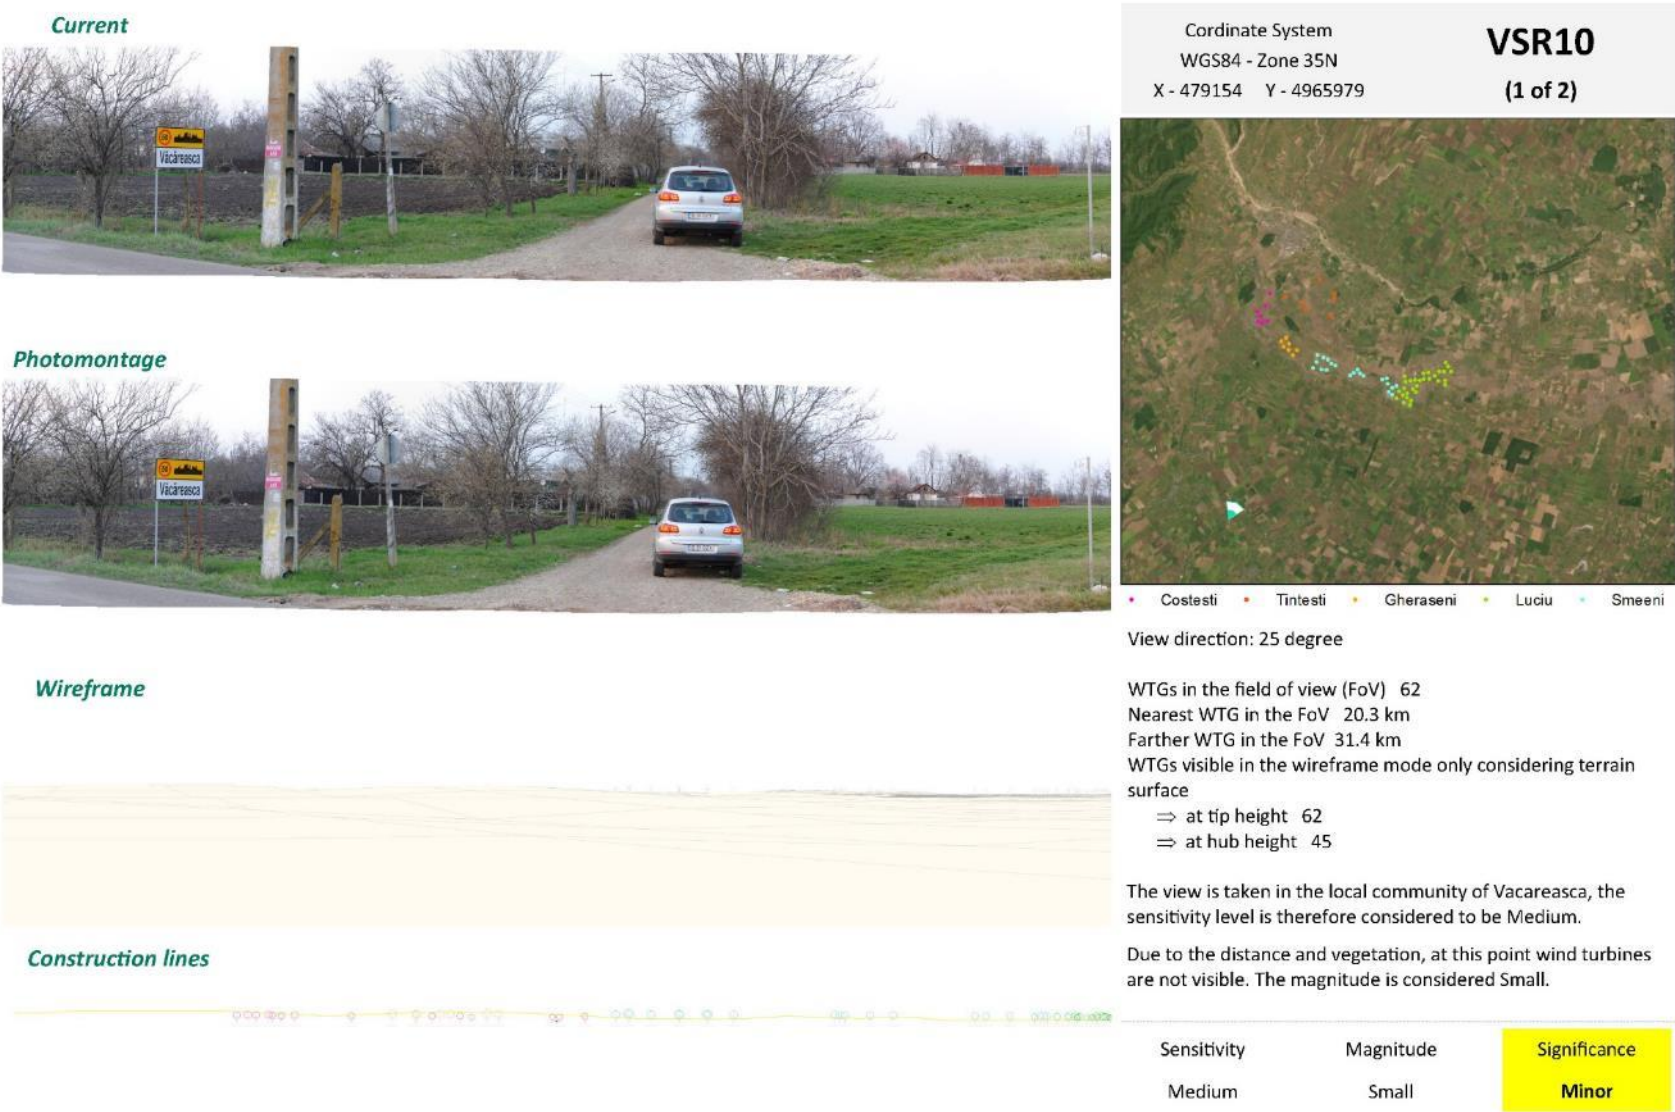 Current
Văcăreasca
Photomontage
Văcăreasca
Wireframe
Construction lines
Cordinate System
WGS84 - Zone 35N
X - 479154 Y - 4965979
VSR10
(1 of 2)
Costesti Tintesti Gheraseni Luciu Smeeni
View direction: 25 degree
WTGs in the field of view (FoV) 62
Nearest WTG in the FoV 20.3 km
Farther WTG in the FoV 31.4 km
WTGs visible in the wireframe mode only considering terrain
surface
⇒ at tip height 62
⇒ at hub height 45
The view is taken in the local community of Vacareasca, the
sensitivity level is therefore considered to be Medium.
Due to the distance and vegetation, at this point wind turbines
are not visible. The magnitude is considered Small.
Sensitivity Magnitude Significance
Medium Small Minor